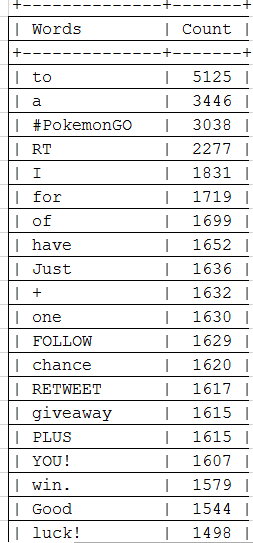 +--------------+-------+
| Words | Count |
+--------------+-------+
| to | 5125 |
| a | 3446 |
| #PokemonGO | 3038 |
| RT | 2277 |
| I | 1831 |
| for | 1719 |
| of | 1699 |
| have | 1652 |
| Just | 1636 |
| + | 1632 |
| one | 1630 |
| FOLLOW | 1629 |
| chance | 1620 |
| RETWEET | 1617 |
| giveaway | 1615 |
| PLUS | 1615 |
| YOU! | 1607 |
| win. | 1579 |
| Good | 1544 |
| luck! | 1498 |